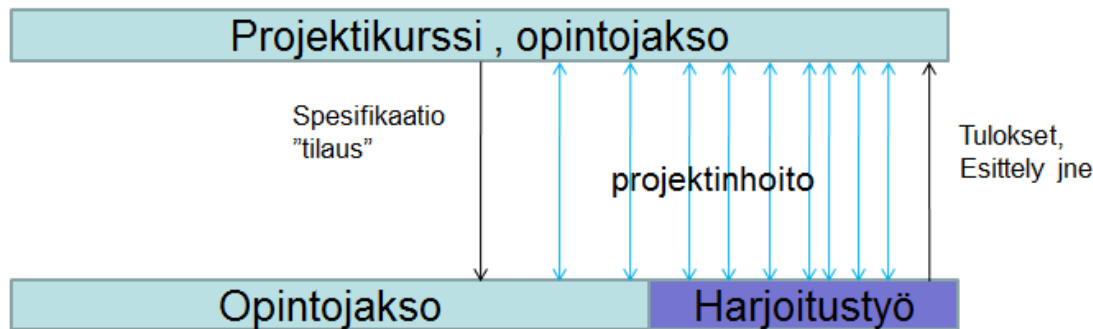 Projektikurssi , opintojakso
Spesifikaatio
”tilaus”
projektinhoito
Tulokset,
Esittely jne
Opintojakso
Harjoitustyö